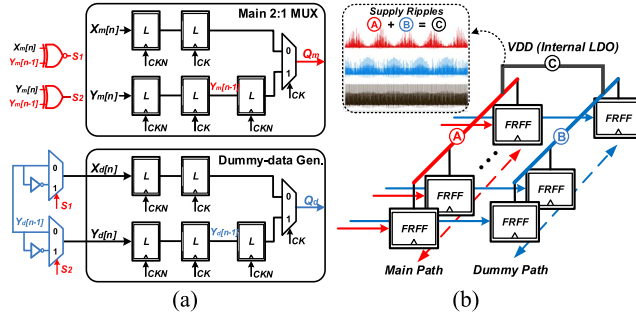 Main 2:1 MUX
Xm[n]
Ym[n-1]
S1
Ym[n]
Ym[n-1]
S2
Xm[n]
L
L
CKN
CK
Ym[n]
L
L
Ym[n-1]
L
CKN
CK
CKN
0
1
Qm
CK
Dummy-data Gen.
0
1
S1
Yd[n-1]
0
1
S2
Xd[n]
L
L
CKN
CK
Yd[n]
L
L
Yd[n-1]
L
CKN
CK
CKN
0
1
Qd
CK
(a)
Supply Ripples
A + B = C
VDD (Internal LDO)
C
A
B
FRFF
FRFF
FRFF
FRFF
FRFF
FRFF
Main Path
Dummy Path
(b)